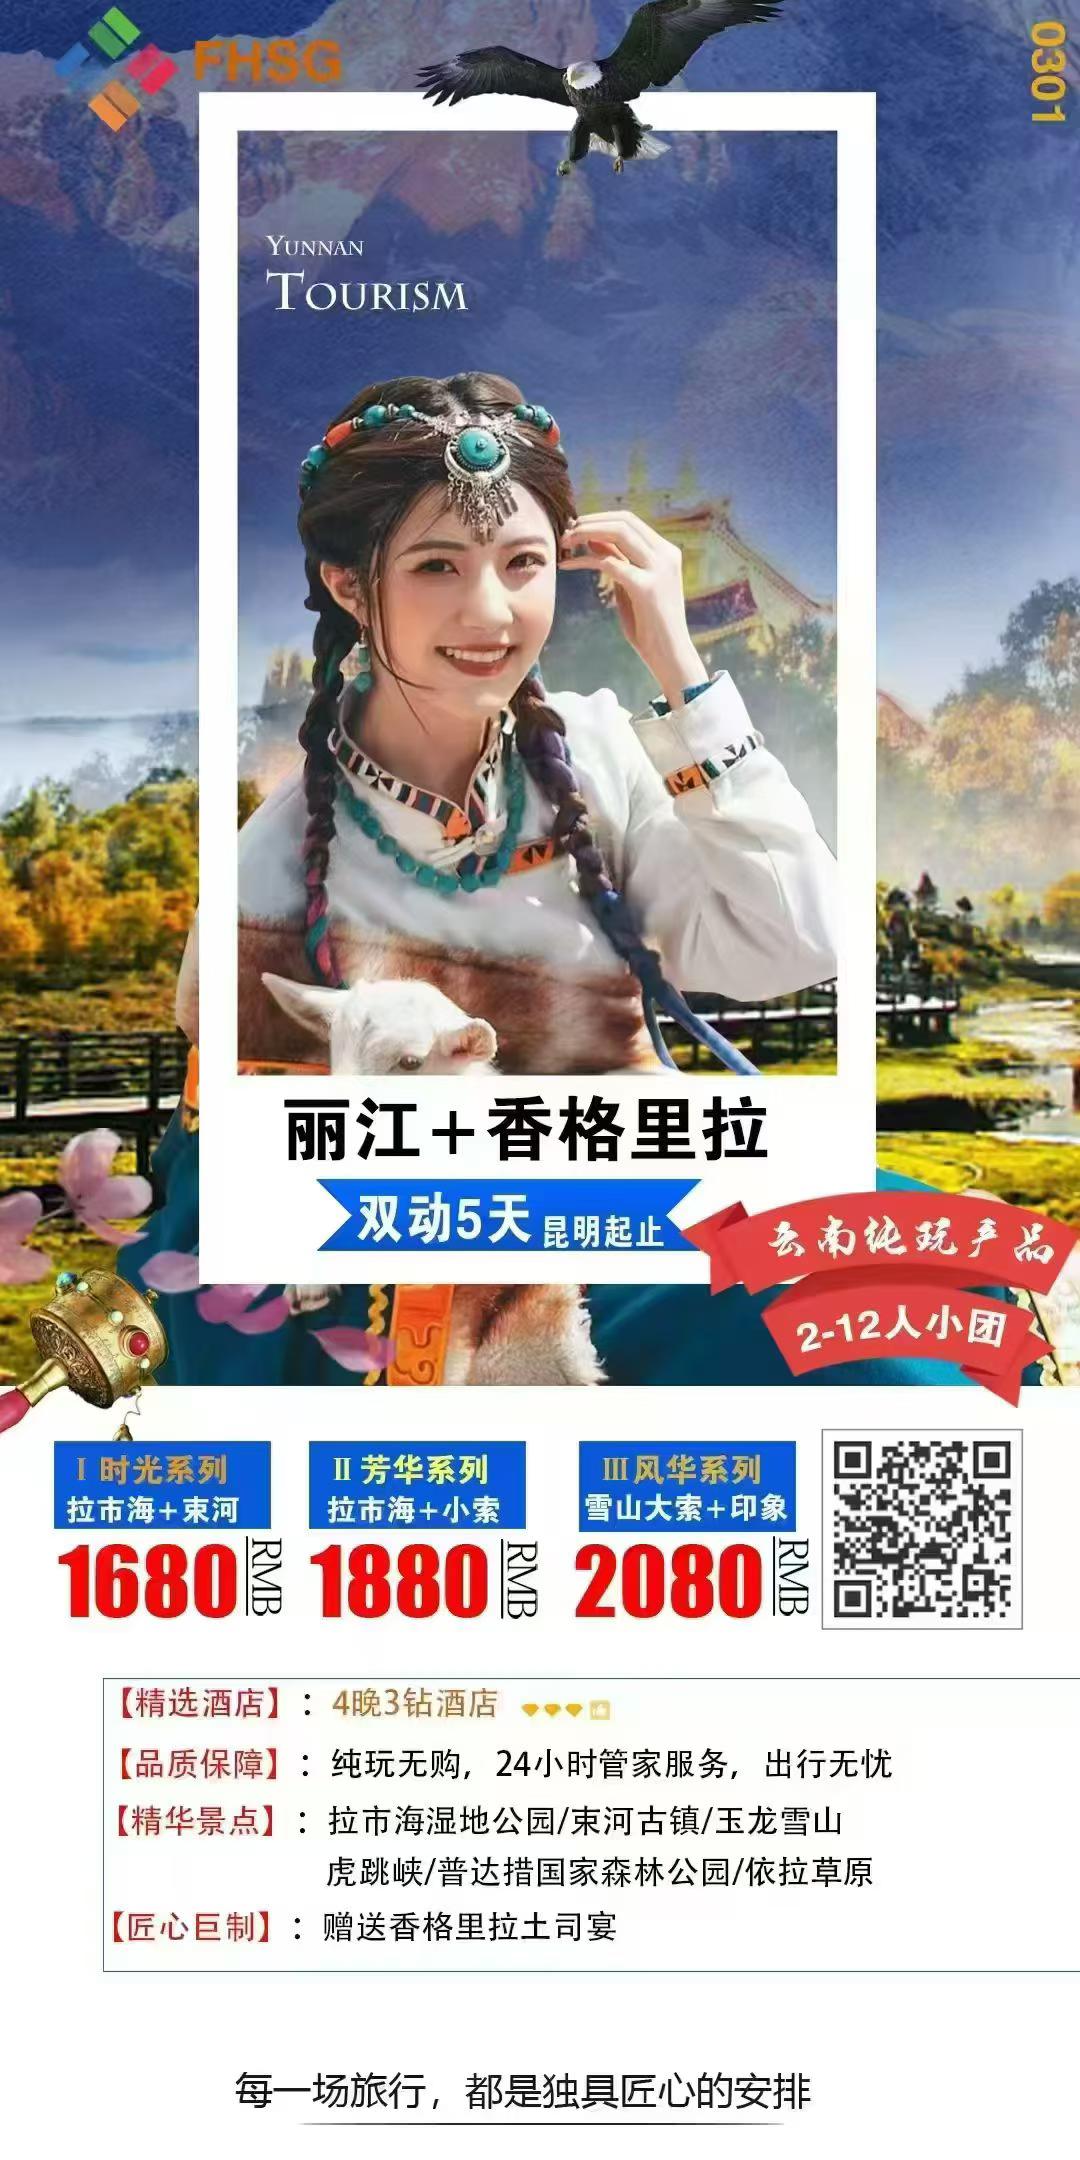 FHSG
0301
YUNNAN
TOURISM
丽江+香格里拉
双动5天 昆明起止
云南纯玩产品
2-12人小团
Ⅰ时光系列
拉市海+束河
1680 RMB
Ⅱ芳华系列
拉市海+小索
1880 RMB
Ⅲ风华系列
雪山大索+印象
2080 RMB
【精选酒店】：4晚3钻酒店
【品质保障】：纯玩无购，24小时管家服务，出行无忧
【精华景点】：拉市海湿地公园/束河古镇/玉龙雪山
虎跳峡/普达措国家森林公园/依拉草原
【匠心巨制】：赠送香格里拉土司宴
每一场旅行，都是独具匠心的安排